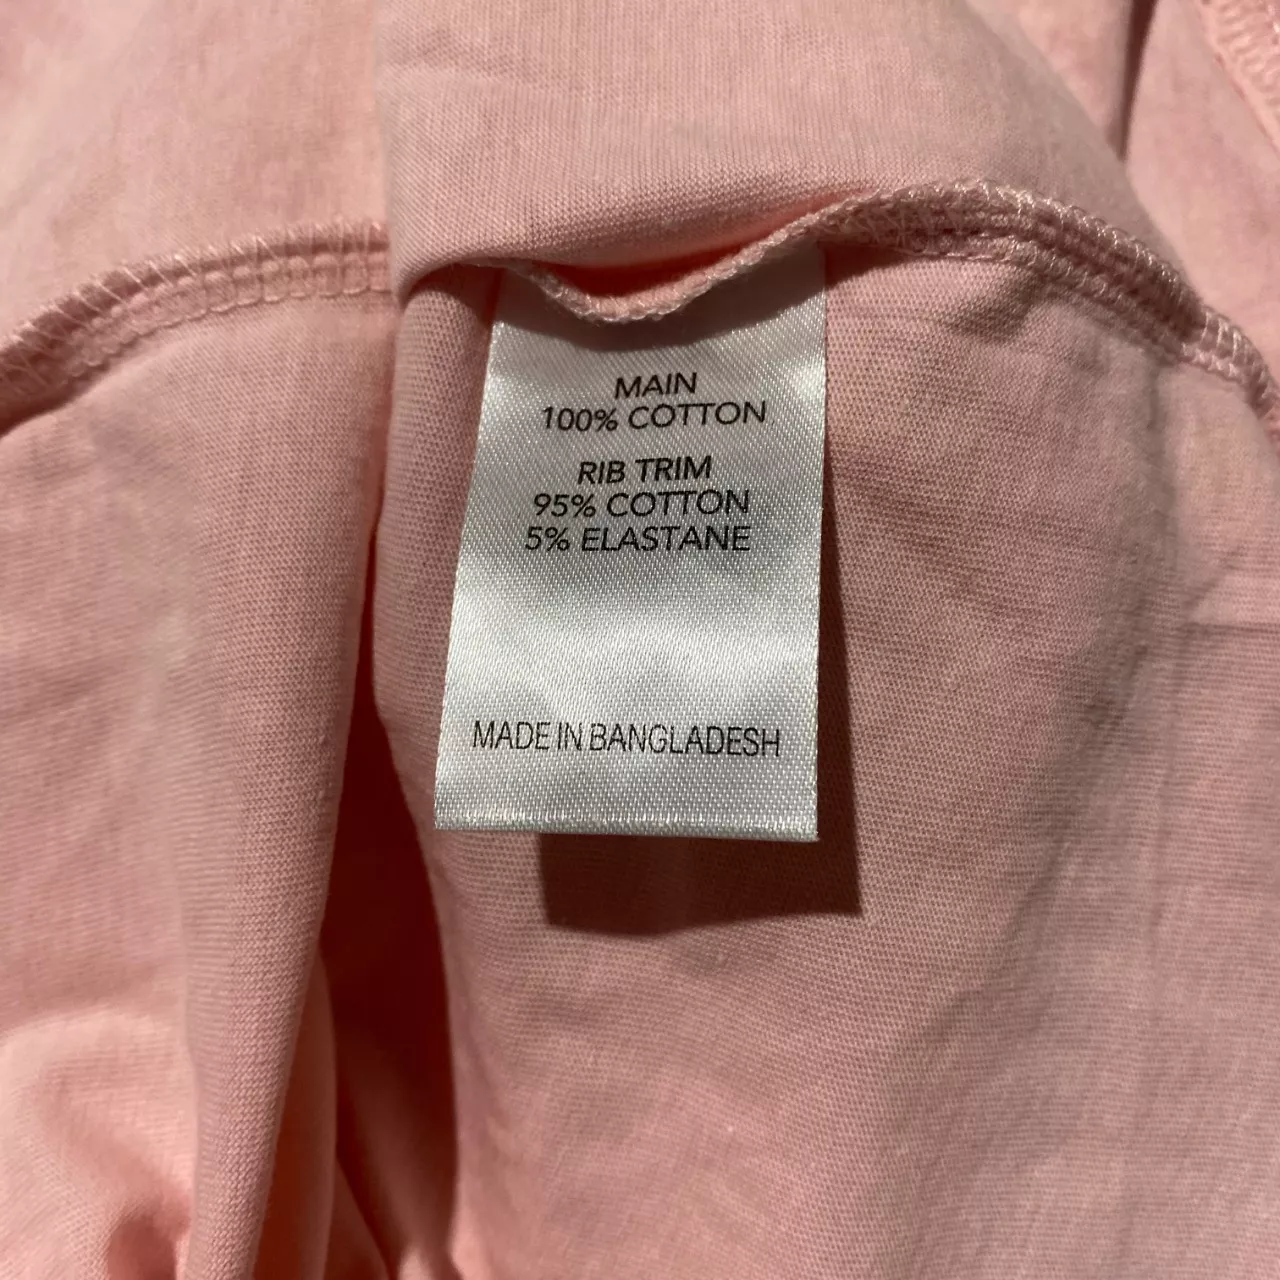 MAIN
100% COTTON
RIB TRIM
95% COTTON
5% ELASTANE
MADE IN BANGLADESH